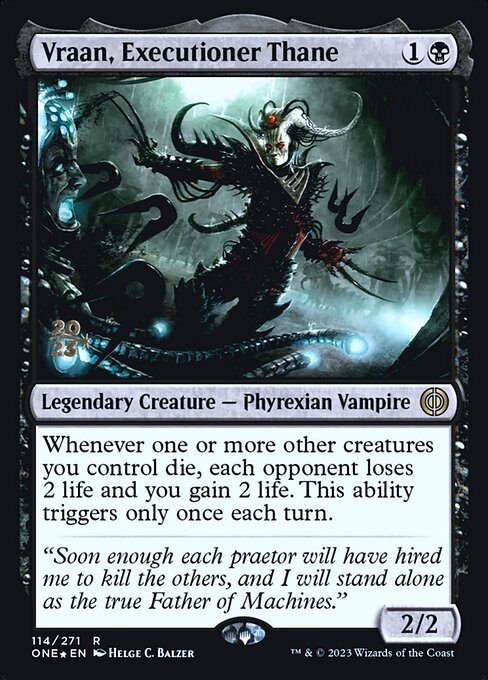 Vraan, Executioner Thane 1
20
23
Legendary Creature — Phyrexian Vampire
Whenever one or more other creatures
you control die, each opponent loses
2 life and you gain 2 life. This ability
triggers only once each turn.
“Soon enough each praetor will have hired
me to kill the others, and I will stand alone
as the true Father of Machines.”
2/2
114/271 R
ONE★EN Helge C. Balzer
™ & © 2023 Wizards of the Coast